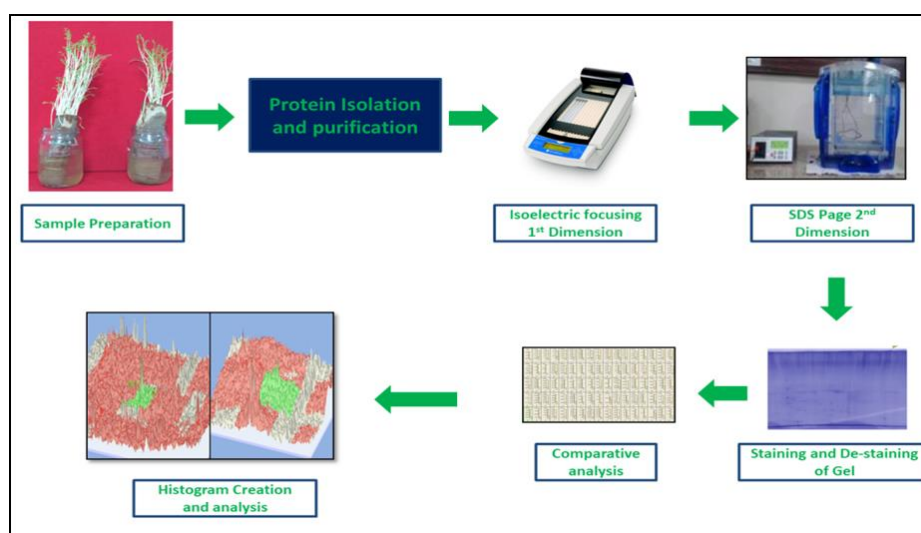 Protein Isolation
and purification
Sample Preparation
Isoelectric focusing
1st Dimension
SDS Page 2nd
Dimension
Staining and De-staining
of Gel
Comparative
analysis
Histogram Creation
and analysis